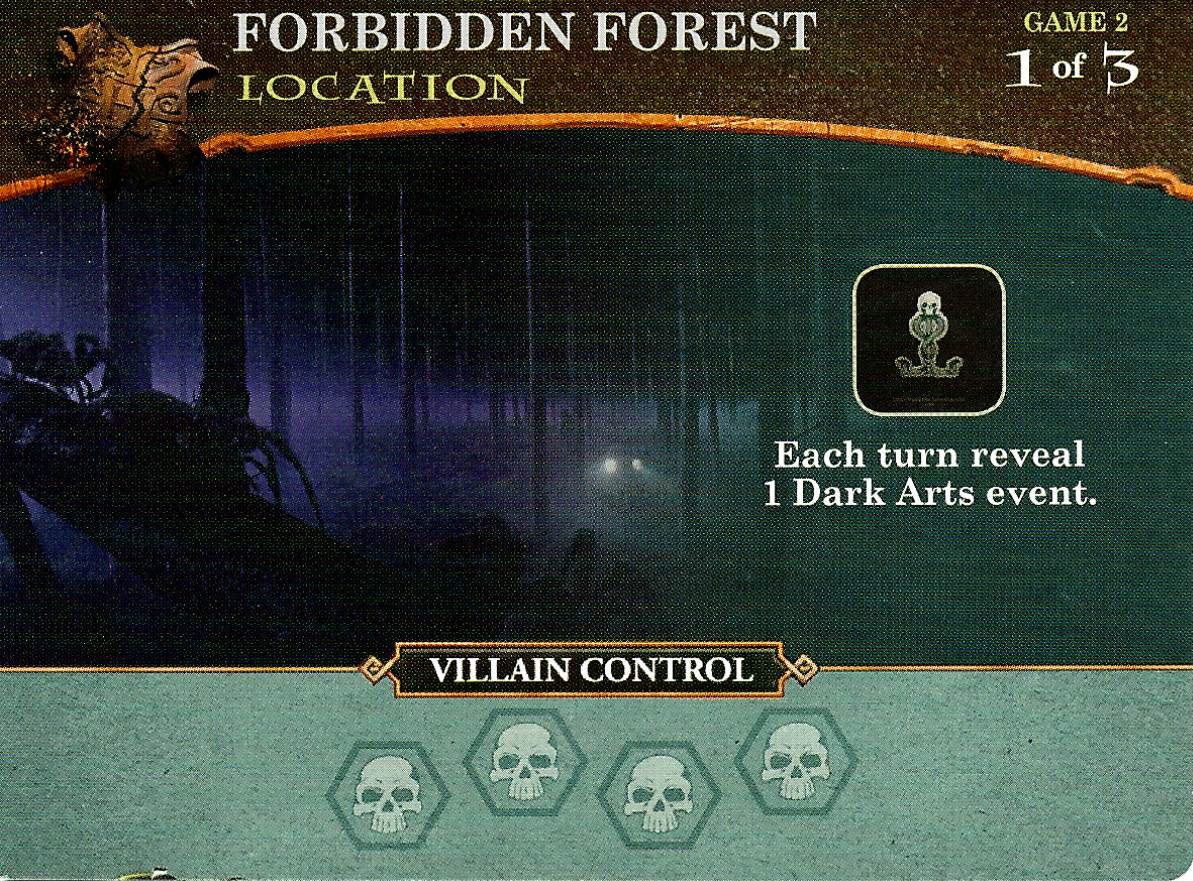 FORBIDDEN FOREST
LOCATION
GAME 2
1 of 3
Each turn reveal
1 Dark Arts event.
VILLAIN CONTROL